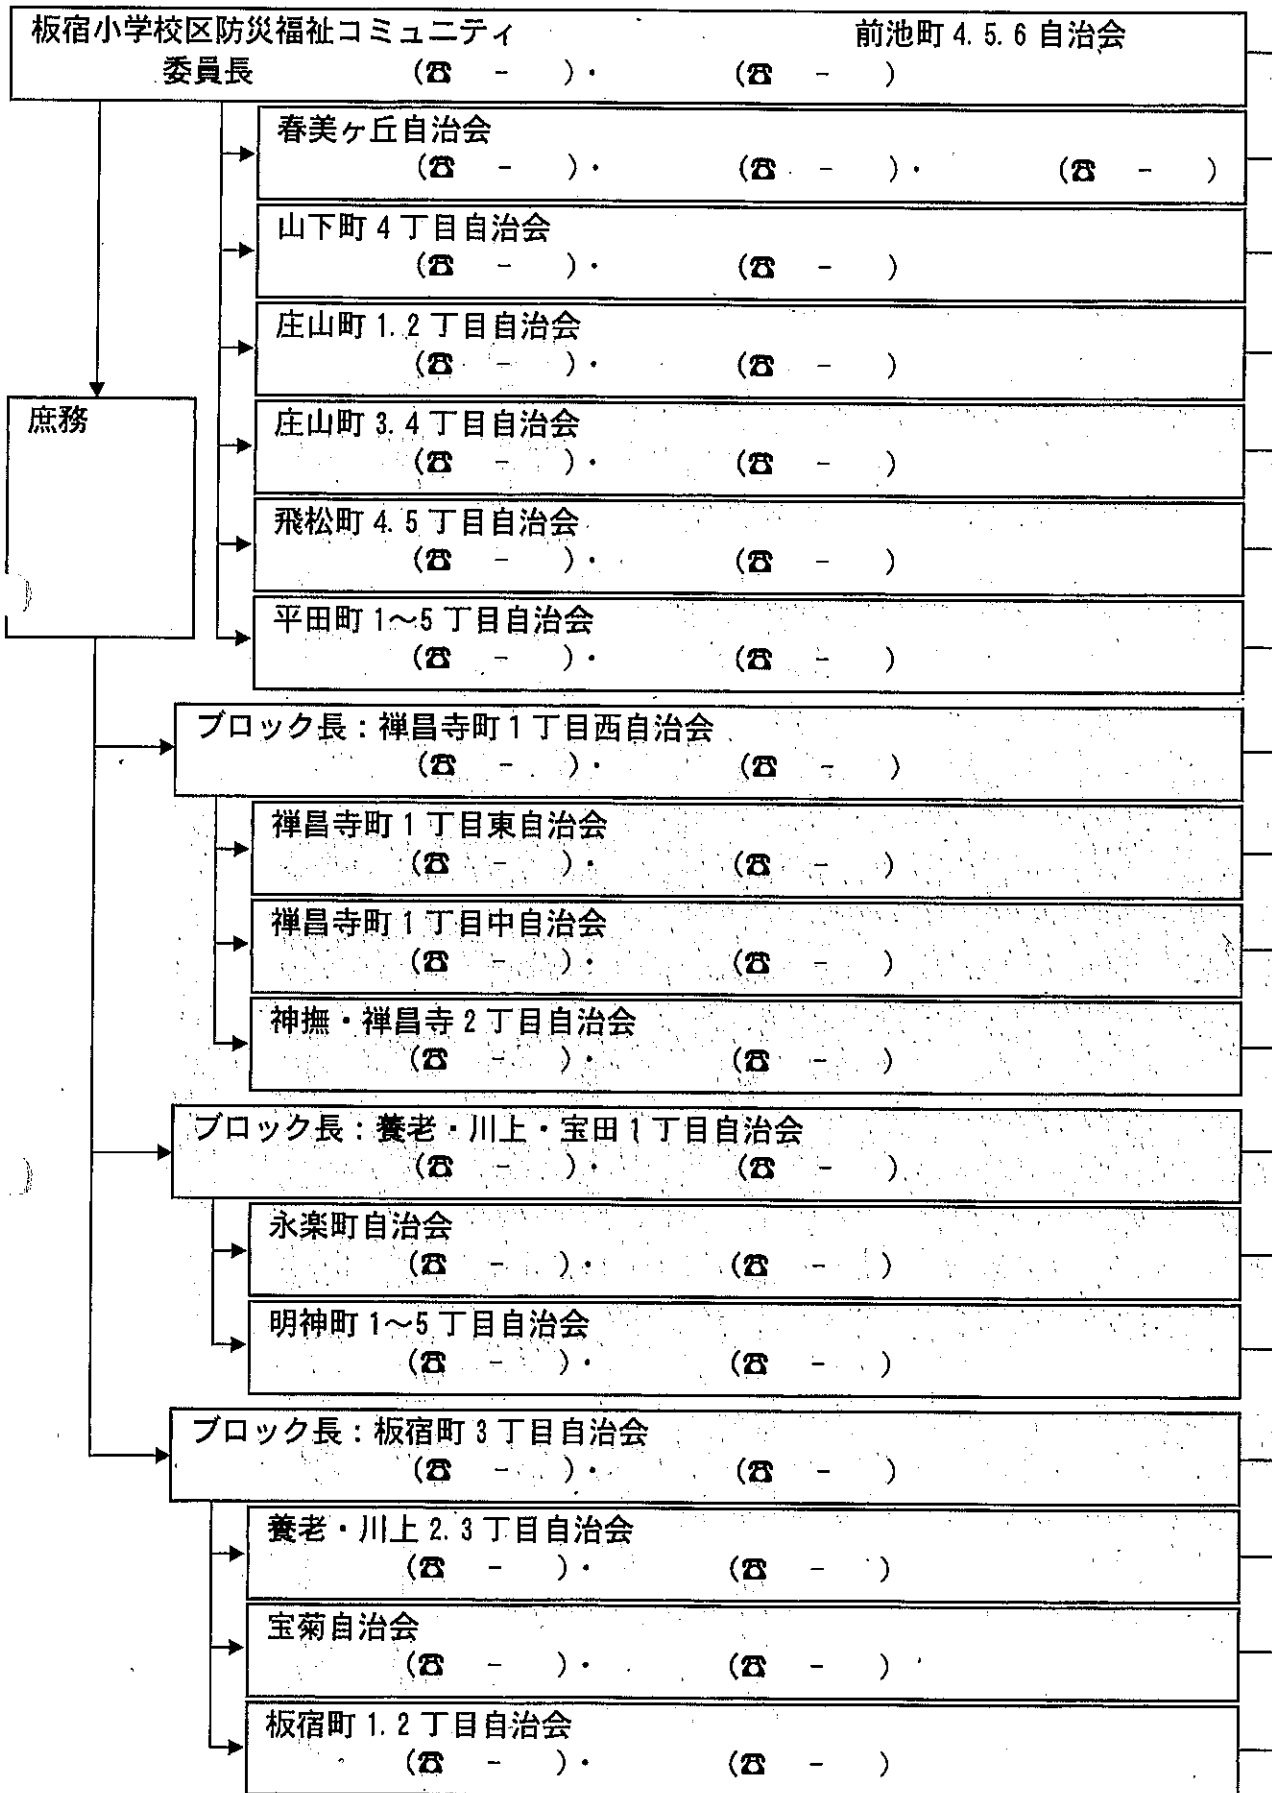 板宿小学校区防災福祉コミュニティ 前池町 4.5.6 自治会
委員長 (☎ - )・ (☎ - )
春美ヶ丘自治会
(☎ - )・ (☎ - )・ (☎ - )
山下町 4 丁目自治会
(☎ - )・ (☎ - )
庄山町 1.2 丁目自治会
(☎ - )・ (☎ - )
庶務
庄山町 3.4 丁目自治会
(☎ - )・ (☎ - )
飛松町 4.5 丁目自治会
(☎ - )・ (☎ - )
平田町 1～5 丁目自治会
(☎ - )・ (☎ - )
ブロック長：禅昌寺町 1 丁目西自治会
(☎ - )・ (☎ - )
禅昌寺町 1 丁目東自治会
(☎ - )・ (☎ - )
禅昌寺町 1 丁目中自治会
(☎ - )・ (☎ - )
神撫・禅昌寺 2 丁目自治会
(☎ - )・ (☎ - )
ブロック長：養老・川上・宝田 1 丁目自治会
(☎ - )・ (☎ - )
永楽町自治会
(☎ - )・ (☎ - )
明神町 1～5 丁目自治会
(☎ - )・ (☎ - )
ブロック長：板宿町 3 丁目自治会
(☎ - )・ (☎ - )
養老・川上 2.3 丁目自治会
(☎ - )・ (☎ - )
宝菊自治会
(☎ - )・ (☎ - )
板宿町 1.2 丁目自治会
(☎ - )・ (☎ - )